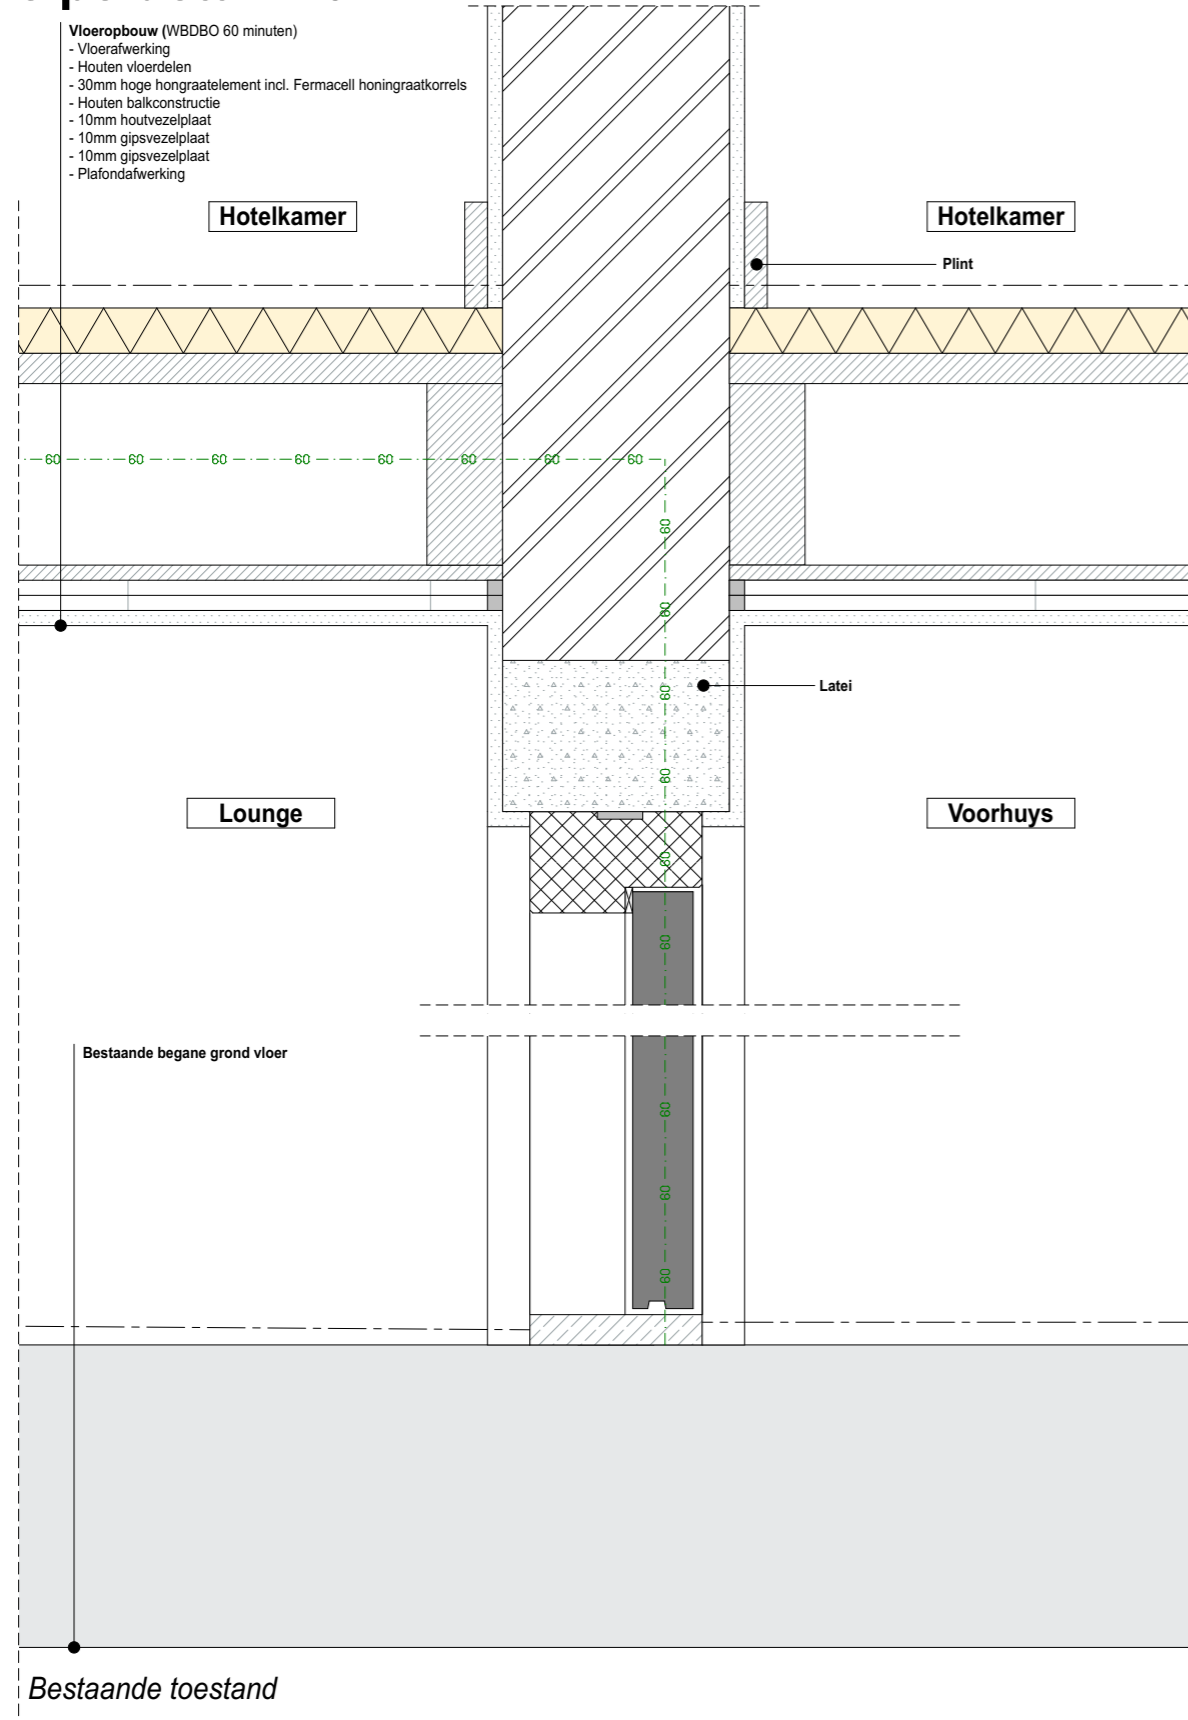 Vloeropbouw (WBDBO 60 minuten)
- Vloerafwerking
- Houten vloerdelen
- 30mm hoge hongraatelement incl. Fermacell honingraatkorrels
- Houten balkconstructie
- 10mm houtvezelplaat
- 10mm gipsvezelplaat
- 10mm gipsvezelplaat
- Plafondafwerking
Hotelkamer
Hotelkamer
Plint
60 60 60 60 60 60 60 60
60
60
Latei
60
60
Lounge
Voorhuys
60
60
Bestaande begane grond vloer
60
60
60
Bestaande toestand